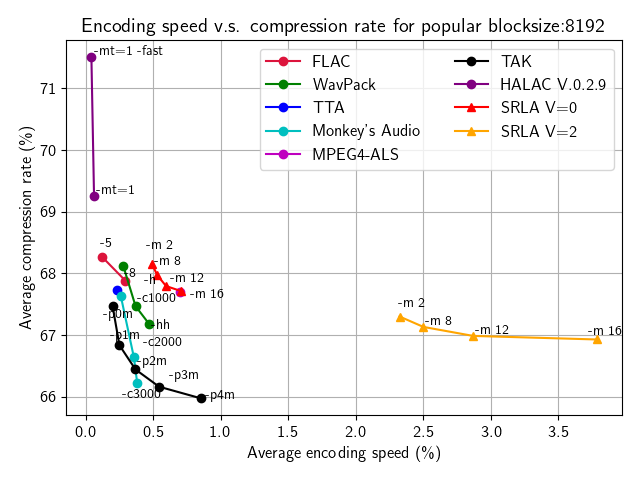 Encoding speed v.s. compression rate for popular blocksize:8192
Average compression rate (%)
71
70
69
68
67
66
FLAC
WavPack
TTA
Monkey's Audio
MPEG4-ALS
TAK
HALAC V.0.2.9
SRLA V=0
SRLA V=2
-mt=1 -fast
-mt=1
-5
-8
-m 2
-m 8
-h
-m 12
-m 16
-c1000
-p0m
-hh
-p1m
-c2000
-p2m
-p3m
-c3000
-p4m
-m 2
-m 8
-m 12
-m 16
0.0 0.5 1.0 1.5 2.0 2.5 3.0 3.5
Average encoding speed (%)